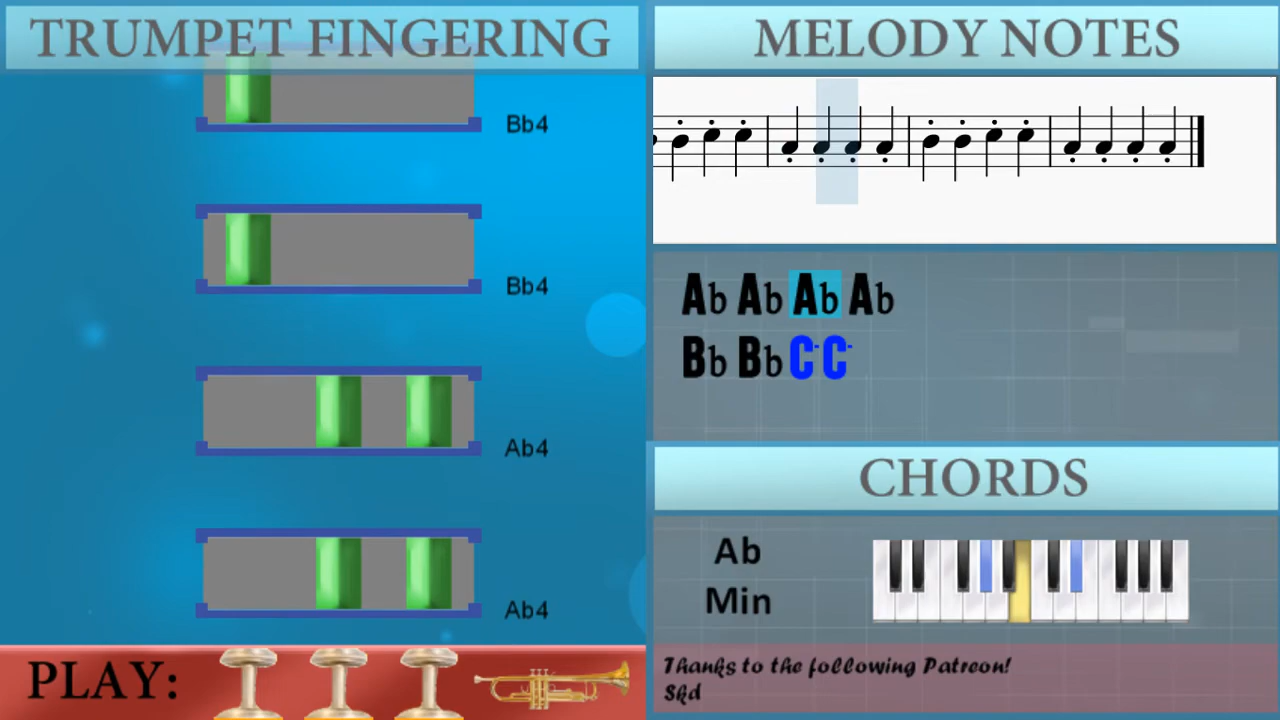 TRUMPET FINGERING
Bb4
Bb4
Ab4
Ab4
PLAY:
MELODY NOTES
Ab Ab Ab Ab
Bb Bb C- C-
CHORDS
Ab
Min
Thanks to the following Patreon!
Skd